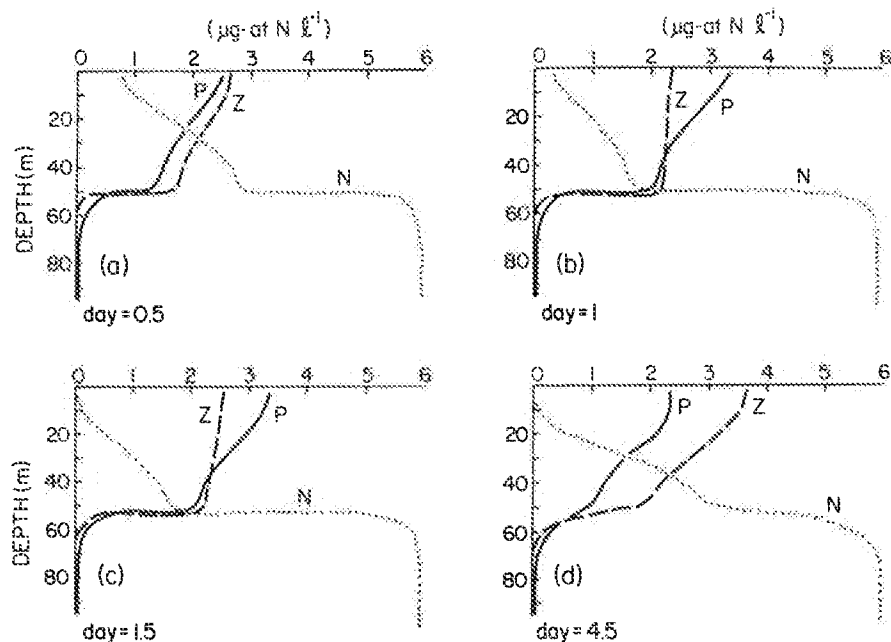 (μg-at N ℓ⁻¹)
0 1 2 3 4 5 6
20
40
60
80
DEPTH (m)
P
Z
N
(a)
day = 0.5
(μg-at N ℓ⁻¹)
0 1 2 3 4 5 6
20
40
60
80
Z
P
N
(b)
day = 1
0 1 2 3 4 5 6
20
40
60
80
DEPTH (m)
Z
P
N
(c)
day = 1.5
0 1 2 3 4 5 6
20
40
60
80
P
Z
N
(d)
day = 4.5